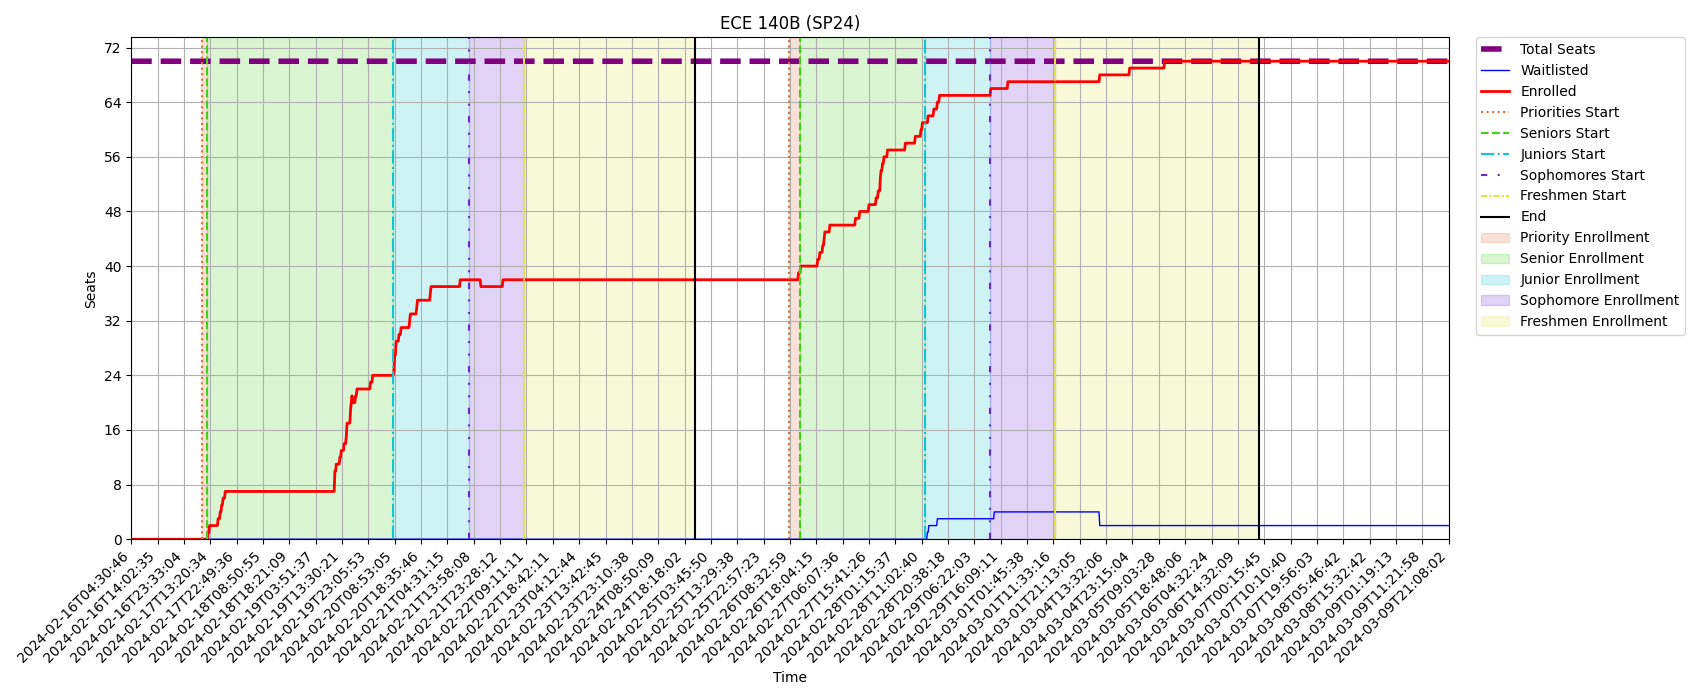 ECE 140B (SP24)
Seats
72
64
56
48
40
32
24
16
8
0
2024-02-16T04:30:46
2024-02-16T14:02:35
2024-02-16T23:33:04
2024-02-17T13:20:34
2024-02-17T22:49:36
2024-02-18T08:50:55
2024-02-18T18:21:09
2024-02-19T03:51:37
2024-02-19T13:30:21
2024-02-19T23:05:53
2024-02-20T08:53:05
2024-02-20T18:35:46
2024-02-21T04:31:15
2024-02-21T13:58:08
2024-02-21T23:28:12
2024-02-22T09:11:11
2024-02-22T18:42:11
2024-02-23T04:12:44
2024-02-23T13:42:45
2024-02-23T23:10:38
2024-02-24T08:50:09
2024-02-24T18:18:02
2024-02-25T03:45:50
2024-02-25T13:29:38
2024-02-25T22:57:23
2024-02-26T08:32:59
2024-02-26T18:04:15
2024-02-27T06:07:36
2024-02-27T15:41:26
2024-02-28T01:15:37
2024-02-28T11:02:40
2024-02-28T20:38:18
2024-02-29T06:22:03
2024-02-29T16:09:11
2024-03-01T01:45:38
2024-03-01T11:33:16
2024-03-01T21:13:05
2024-03-04T13:32:06
2024-03-04T23:15:04
2024-03-05T09:03:28
2024-03-05T18:48:06
2024-03-06T04:32:24
2024-03-06T14:32:09
2024-03-07T00:15:45
2024-03-07T10:10:40
2024-03-07T19:56:03
2024-03-08T05:46:42
2024-03-08T15:32:42
2024-03-09T01:19:13
2024-03-09T11:21:58
2024-03-09T21:08:02
Time
Total Seats
Waitlisted
Enrolled
Priorities Start
Seniors Start
Juniors Start
Sophomores Start
Freshmen Start
End
Priority Enrollment
Senior Enrollment
Junior Enrollment
Sophomore Enrollment
Freshmen Enrollment